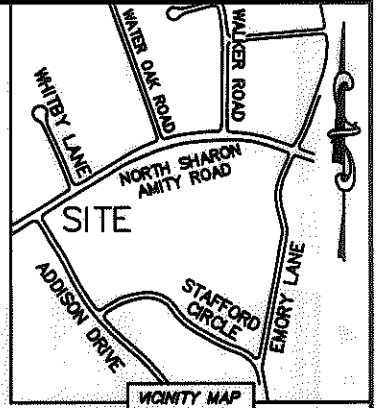 WATER OAK ROAD
WALKER ROAD
WHITBY LANE
NORTH SHARON
AMITY ROAD
SITE
ADDISON DRIVE
STAFFORD
CIRCLE
EMORY LANE
VICINITY MAP